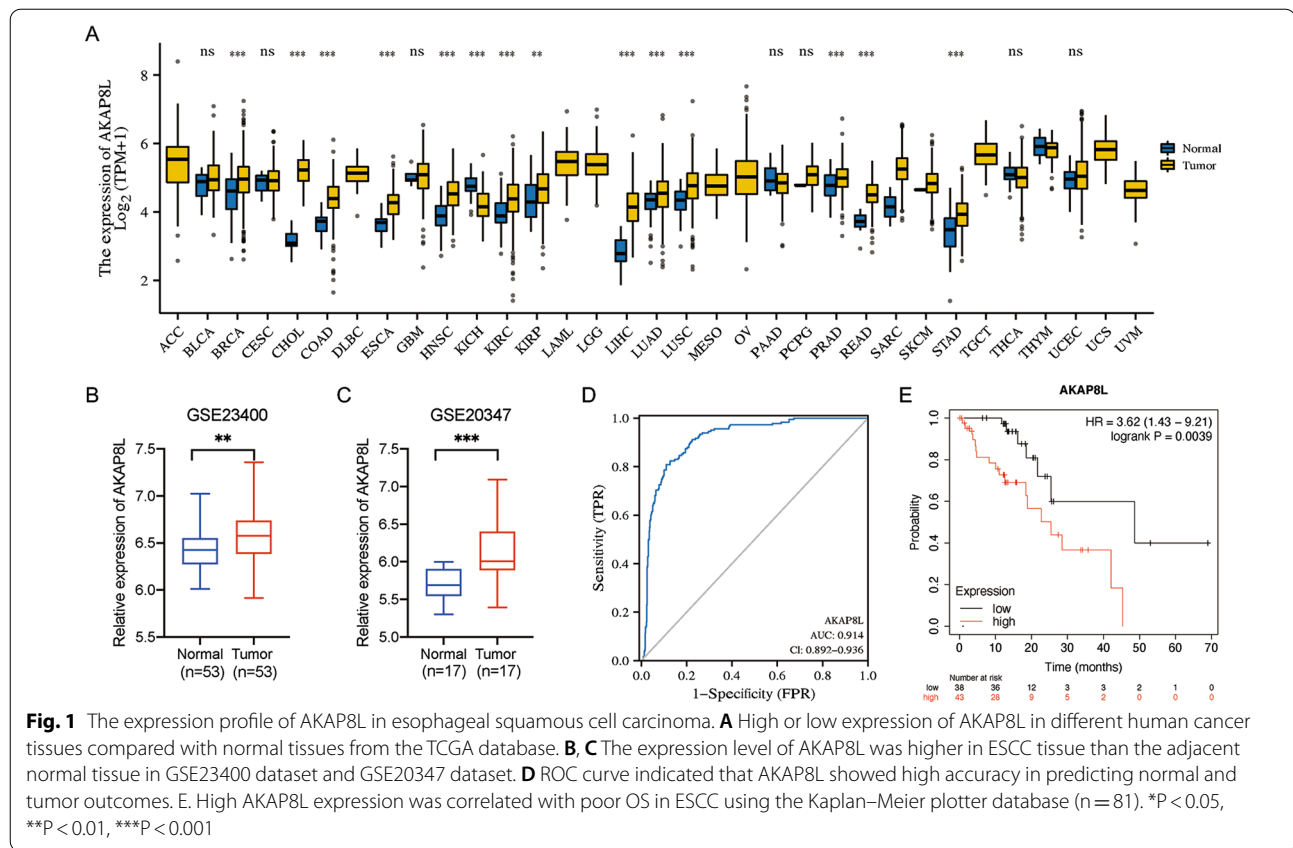 A
The expression of AKAP8L
Log2 (TPM+1)
8
6
4
2
ns *** ns *** *** *** ns *** *** *** ** *** *** *** ns ns *** *** *** ns ns
Normal
Tumor
ACC BLCA BRCA CESC CHOL COAD DLBC ESCA GBM HNSC KICH KIRC KIRP LAML LGG LIHC LUAD LUSC MESO OV PAAD PCPG PRAD READ SARC SKCM STAD TGCT THCA THYM UCEC UCS UVM
B
GSE23400
**
Relative expression of AKAP8L
7.5
7.0
6.5
6.0
5.5
Normal Tumor
(n=53) (n=53)
C
GSE20347
***
Relative expression of AKAP8L
7.5
7.0
6.5
6.0
5.5
5.0
Normal Tumor
(n=17) (n=17)
D
Sensitivity (TPR)
1.0
0.8
0.6
0.4
0.2
0.0
AKAP8L
AUC: 0.914
CI: 0.892–0.936
0.0 0.2 0.4 0.6 0.8 1.0
1−Specificity (FPR)
E
AKAP8L
HR = 3.62 (1.43 − 9.21)
logrank P = 0.0039
Probability
1.0
0.8
0.6
0.4
0.2
0.0
Expression
low
high
0 10 20 30 40 50 60 70
Time (months)
Number at risk
low 38 36 12 3 3 2 1 0
high 43 28 9 5 2 0 0 0
Fig. 1 The expression profile of AKAP8L in esophageal squamous cell carcinoma. A High or low expression of AKAP8L in different human cancer
tissues compared with normal tissues from the TCGA database. B, C The expression level of AKAP8L was higher in ESCC tissue than the adjacent
normal tissue in GSE23400 dataset and GSE20347 dataset. D ROC curve indicated that AKAP8L showed high accuracy in predicting normal and
tumor outcomes. E. High AKAP8L expression was correlated with poor OS in ESCC using the Kaplan–Meier plotter database (n = 81). *P < 0.05,
**P < 0.01, ***P < 0.001